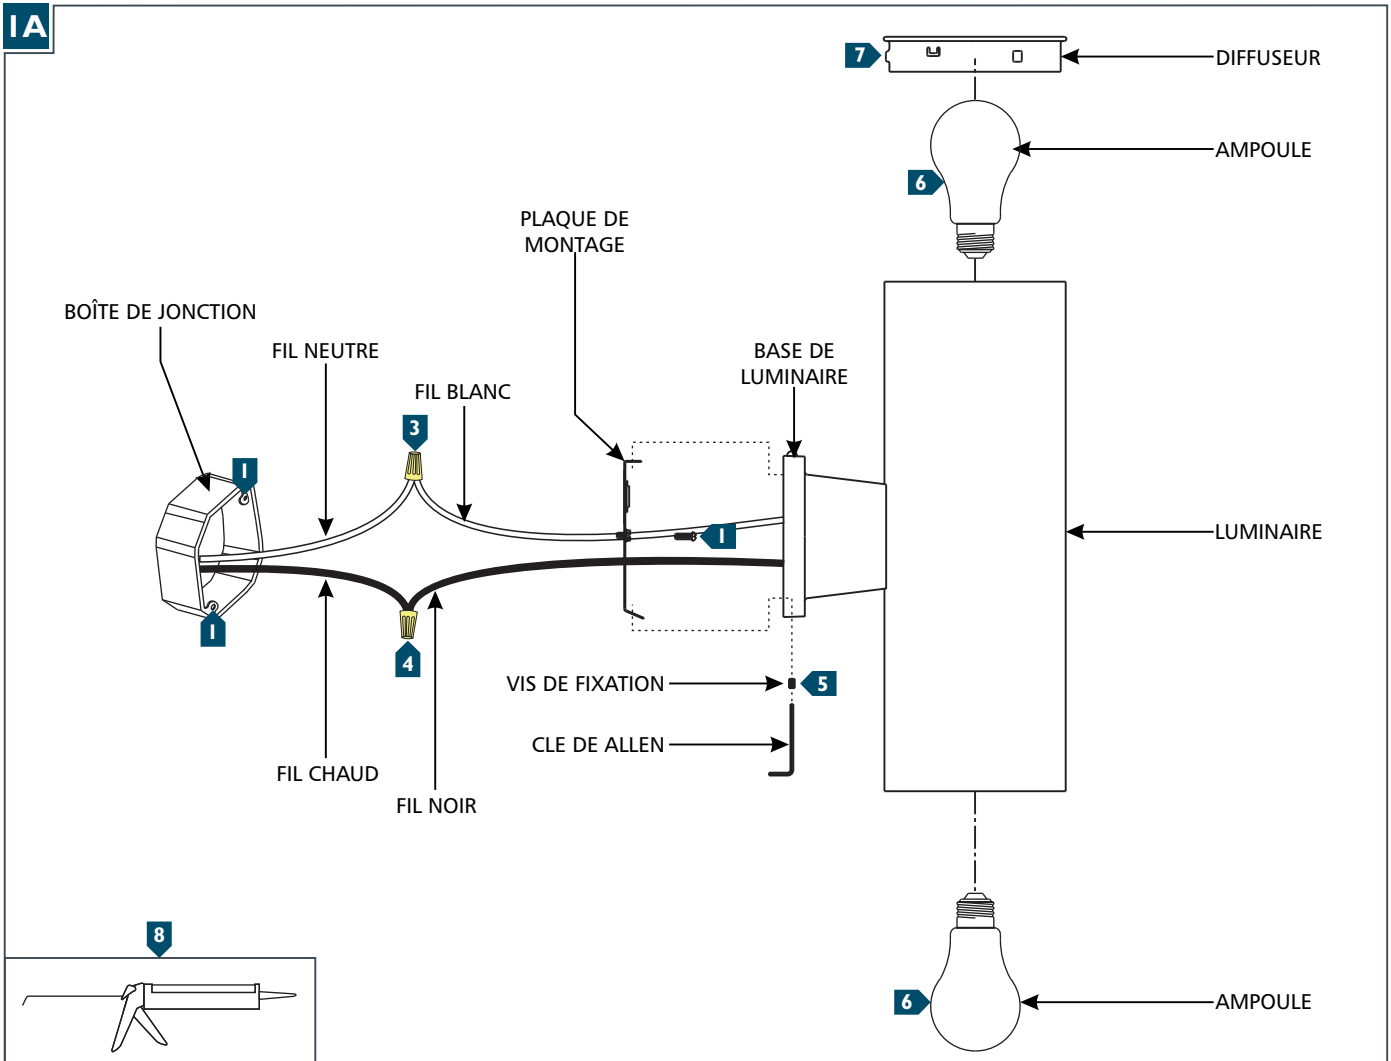 1A
7
DIFFUSEUR
AMPOULE
6
PLAQUE DE
MONTAGE
BOÎTE DE JONCTION
FIL NEUTRE
BASE DE
LUMINAIRE
FIL BLANC
3
1
1
LUMINAIRE
1
4
VIS DE FIXATION
5
CLE DE ALLEN
FIL CHAUD
FIL NOIR
8
6
AMPOULE